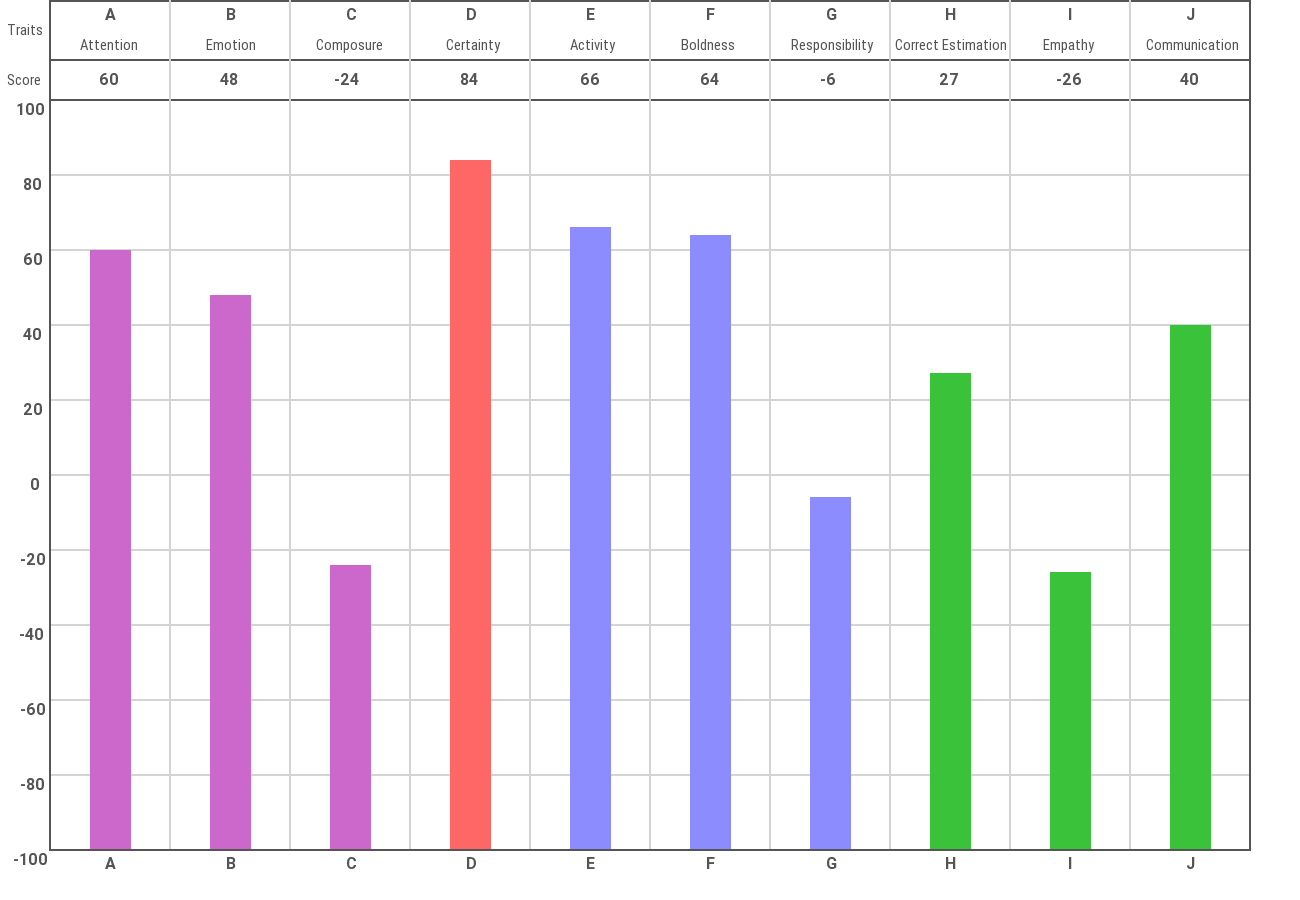 A B C D E F G H I J
Traits
Attention Emotion Composure Certainty Activity Boldness Responsibility Correct Estimation Empathy Communication
Score 60 48 -24 84 66 64 -6 27 -26 40
100
80
60
40
20
0
-20
-40
-60
-80
-100
A B C D E F G H I J